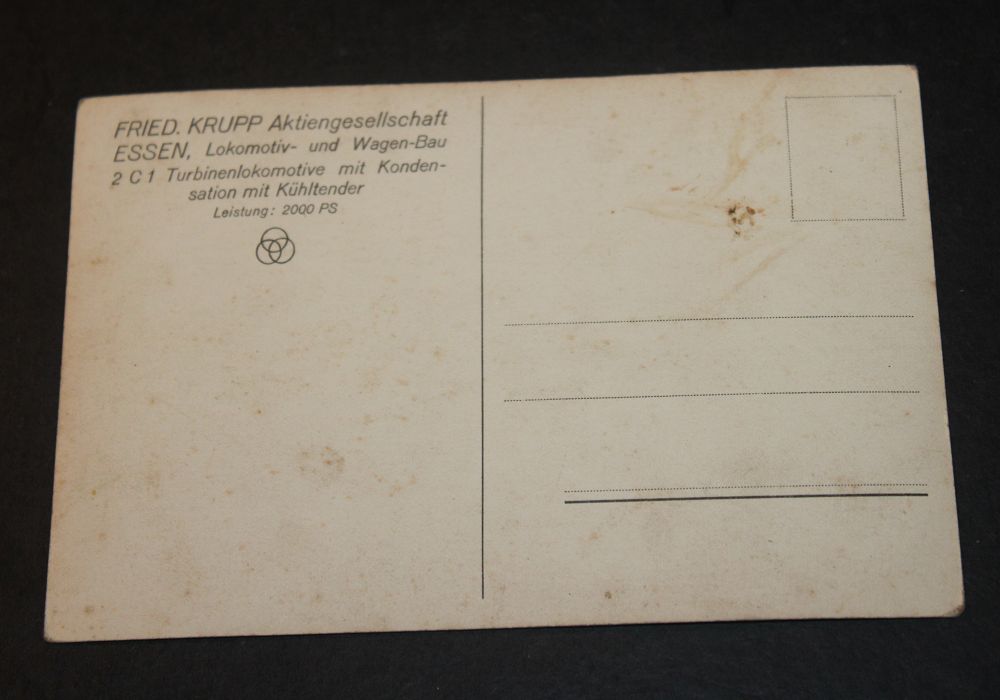 FRIED. KRUPP Aktiengesellschaft
ESSEN, Lokomotiv- und Wagen-Bau
2 C 1 Turbinenlokomotive mit Konden-
sation mit Kühltender
Leistung: 2000 PS